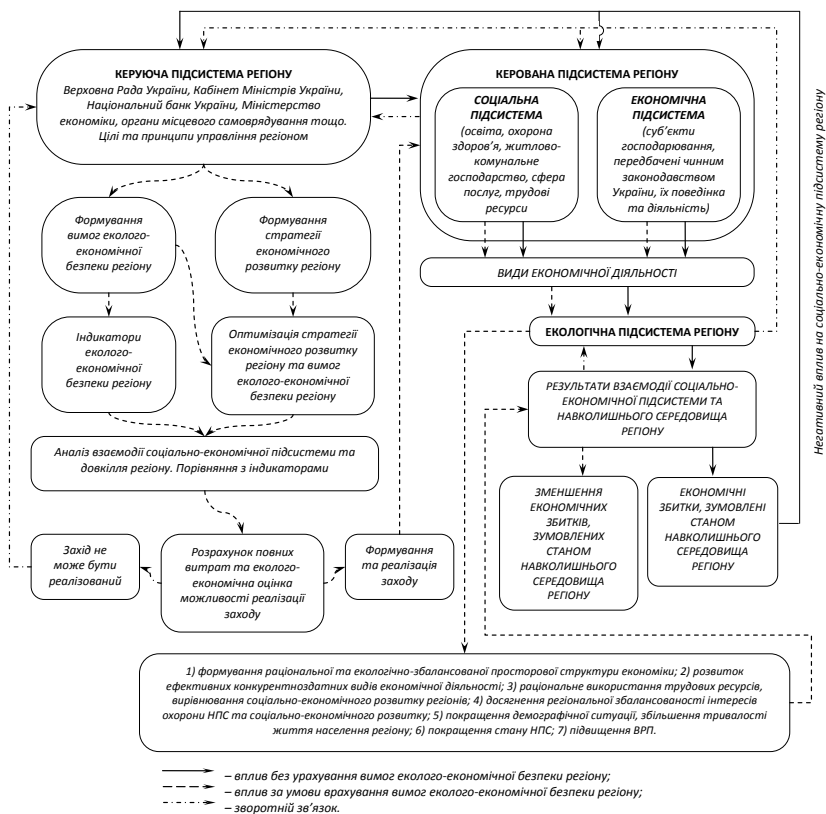 КЕРУЮЧА ПІДСИСТЕМА РЕГІОНУ
Верховна Рада України, Кабінет Міністрів України,
Національний банк України, Міністерство
економіки, органи місцевого самоврядування тощо.
Цілі та принципи управління регіоном
КЕРОВАНА ПІДСИСТЕМА РЕГІОНУ
СОЦІАЛЬНА
ПІДСИСТЕМА
(освіта, охорона
здоров’я, житлово-
комунальне
господарство, сфера
послуг, трудові
ресурси)
ЕКОНОМІЧНА
ПІДСИСТЕМА
(суб’єкти
господарювання,
передбачені чинним
законодавством
України, їх поведінка
та діяльність)
Негативний вплив на соціально-економічну підсистему регіону
Формування
вимог еколого-
економічної
безпеки регіону
Формування
стратегії
економічного
розвитку регіону
ВИДИ ЕКОНОМІЧНОЇ ДІЯЛЬНОСТІ
Індикатори
еколого-
економічної
безпеки регіону
Оптимізація стратегії
економічного розвитку
регіону та вимог
еколого-економічної
безпеки регіону
ЕКОЛОГІЧНА ПІДСИСТЕМА РЕГІОНУ
РЕЗУЛЬТАТИ ВЗАЄМОДІЇ СОЦІАЛЬНО-
ЕКОНОМІЧНОЇ ПІДСИСТЕМИ ТА
НАВКОЛИШНЬОГО СЕРЕДОВИЩА
РЕГІОНУ
Аналіз взаємодії соціально-економічної підсистеми та
довкілля регіону. Порівняння з індикаторами
ЗМЕНШЕННЯ
ЕКОНОМІЧНИХ
ЗБИТКІВ,
ЗУМОВЛЕНИХ
СТАНОМ
НАВКОЛИШНЬОГО
СЕРЕДОВИЩА
РЕГІОНУ
ЕКОНОМІЧНІ
ЗБИТКИ, ЗУМОВЛЕНІ
СТАНОМ
НАВКОЛИШНЬОГО
СЕРЕДОВИЩА
РЕГІОНУ
Захід не
може бути
реалізований
Розрахунок повних
витрат та еколого-
економічна оцінка
можливості реалізації
заходу
Формування
та реалізація
заходу
1) формування раціональної та екологічно-збалансованої просторової структури економіки; 2) розвиток
ефективних конкурентноздатних видів економічної діяльності; 3) раціональне використання трудових ресурсів,
вирівнювання соціально-економічного розвитку регіонів; 4) досягнення регіональної збалансованості інтересів
охорони НПС та соціально-економічного розвитку; 5) покращення демографічної ситуації, збільшення тривалості
життя населення регіону; 6) покращення стану НПС; 7) підвищення ВРП.
– вплив без урахування вимог еколого-економічної безпеки регіону;
– вплив за умови врахування вимог еколого-економічної безпеки регіону;
– зворотній зв’язок.